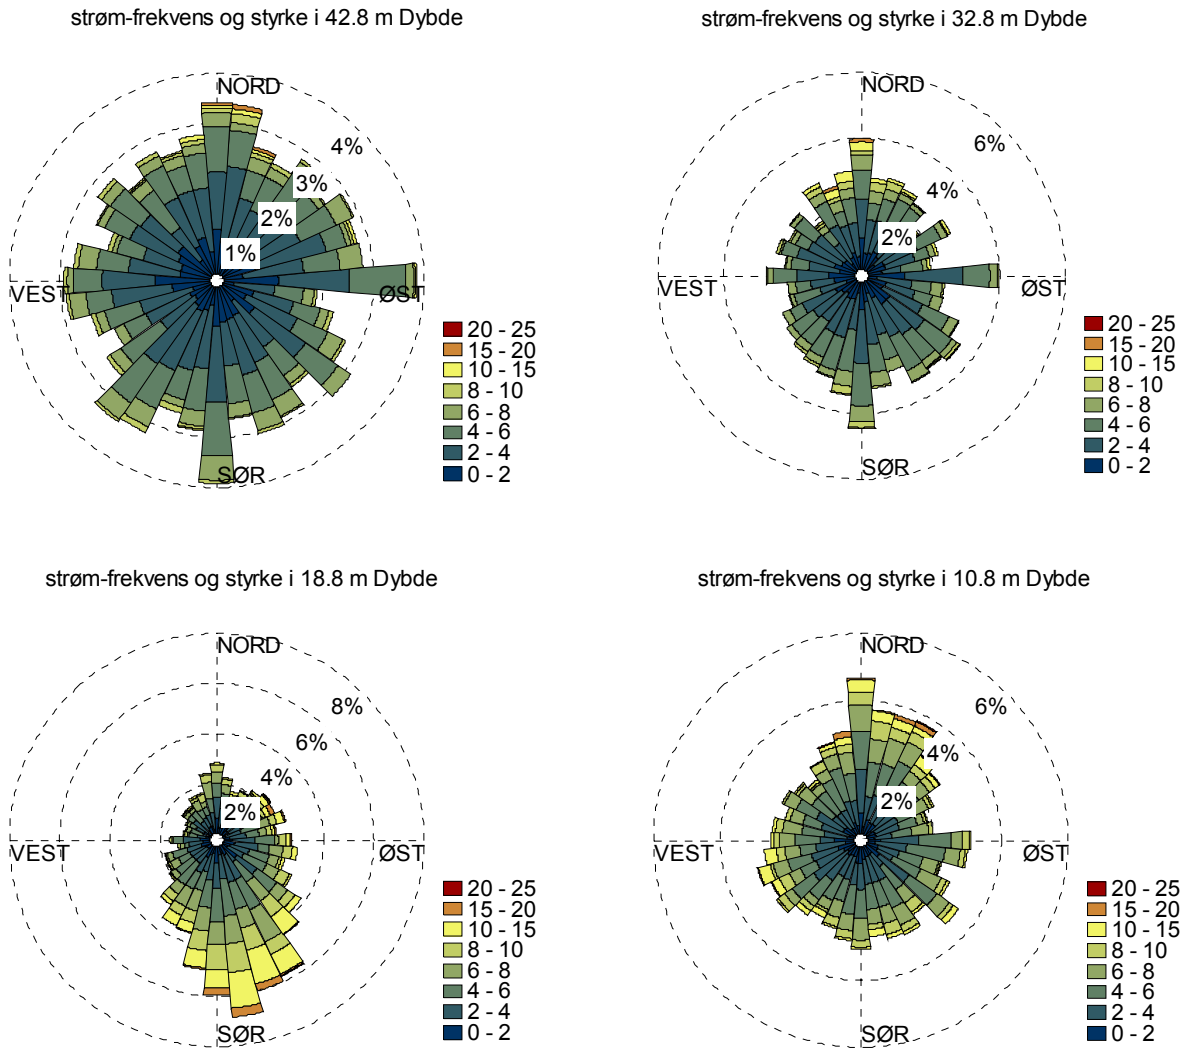 strøm-frekvens og styrke i 42.8 m Dybde
NORD
4%
3%
2%
1%
VEST
ØST
SØR
20 - 25
15 - 20
10 - 15
8 - 10
6 - 8
4 - 6
2 - 4
0 - 2
strøm-frekvens og styrke i 32.8 m Dybde
NORD
6%
4%
2%
VEST
ØST
SØR
20 - 25
15 - 20
10 - 15
8 - 10
6 - 8
4 - 6
2 - 4
0 - 2
strøm-frekvens og styrke i 18.8 m Dybde
NORD
8%
6%
4%
2%
VEST
ØST
SØR
20 - 25
15 - 20
10 - 15
8 - 10
6 - 8
4 - 6
2 - 4
0 - 2
strøm-frekvens og styrke i 10.8 m Dybde
NORD
6%
4%
2%
VEST
ØST
SØR
20 - 25
15 - 20
10 - 15
8 - 10
6 - 8
4 - 6
2 - 4
0 - 2